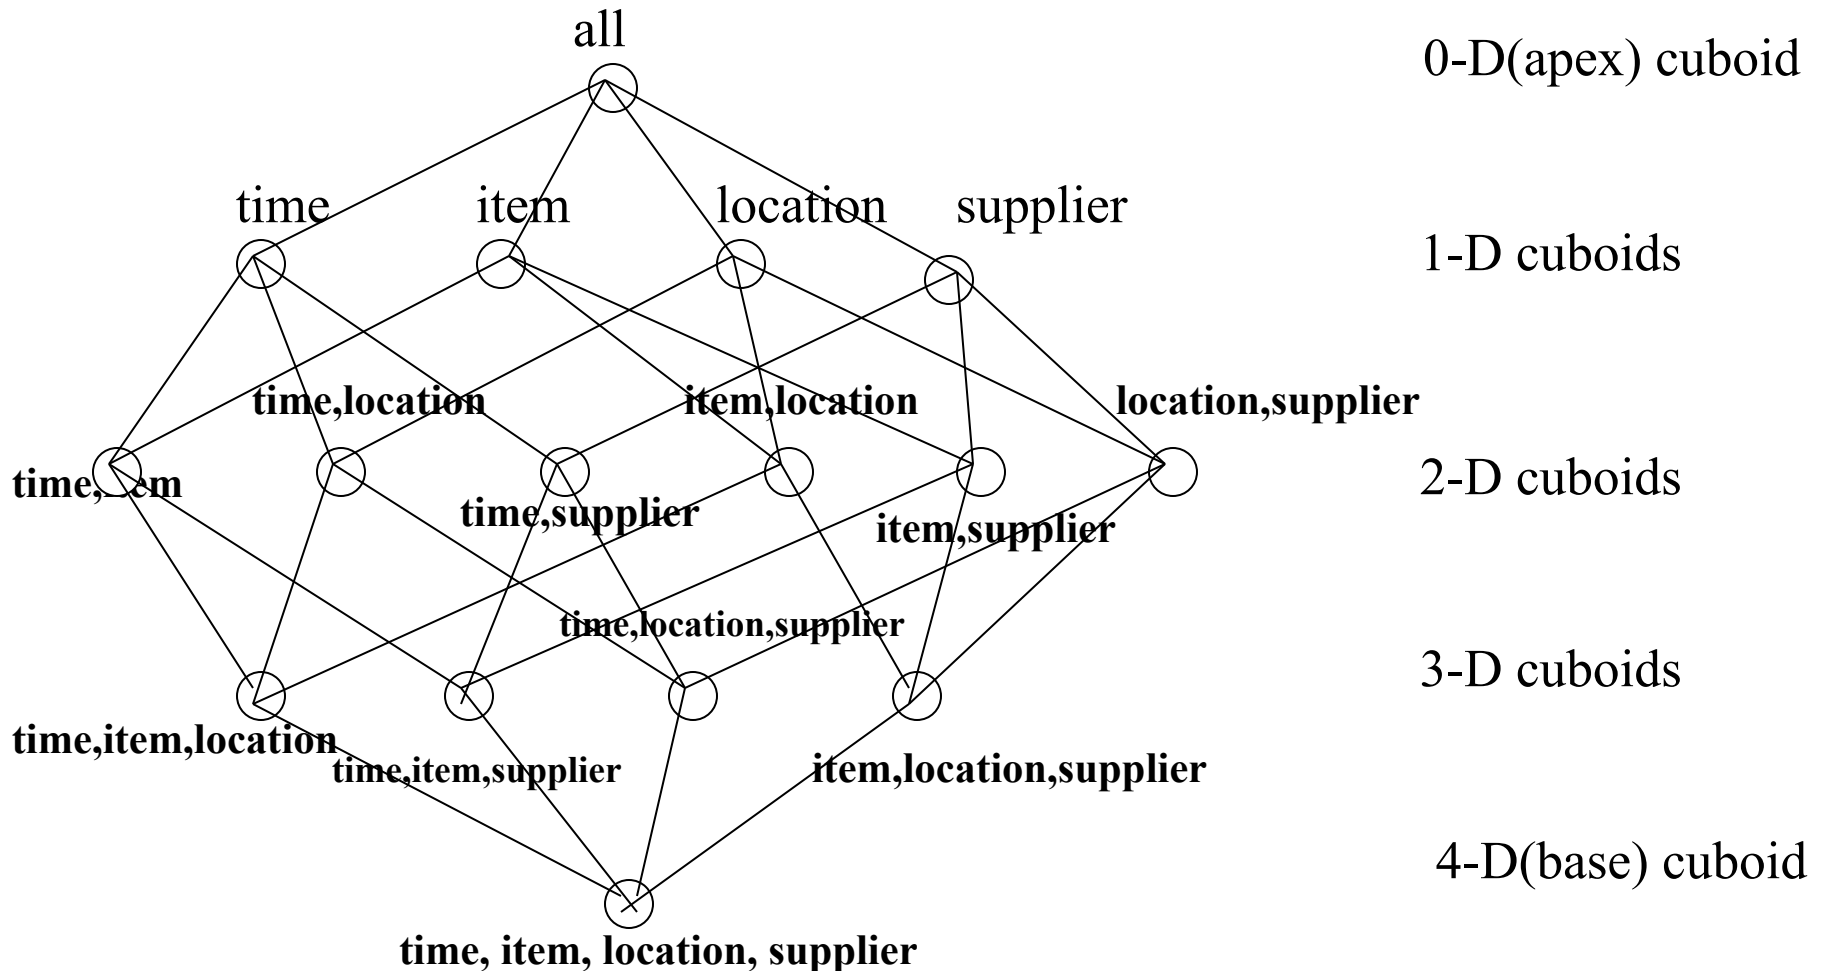 all
0-D(apex) cuboid
time
item
location
supplier
1-D cuboids
time,location
item,location
location,supplier
time,item
2-D cuboids
time,supplier
item,supplier
time,location,supplier
3-D cuboids
time,item,location
time,item,supplier
item,location,supplier
4-D(base) cuboid
time, item, location, supplier